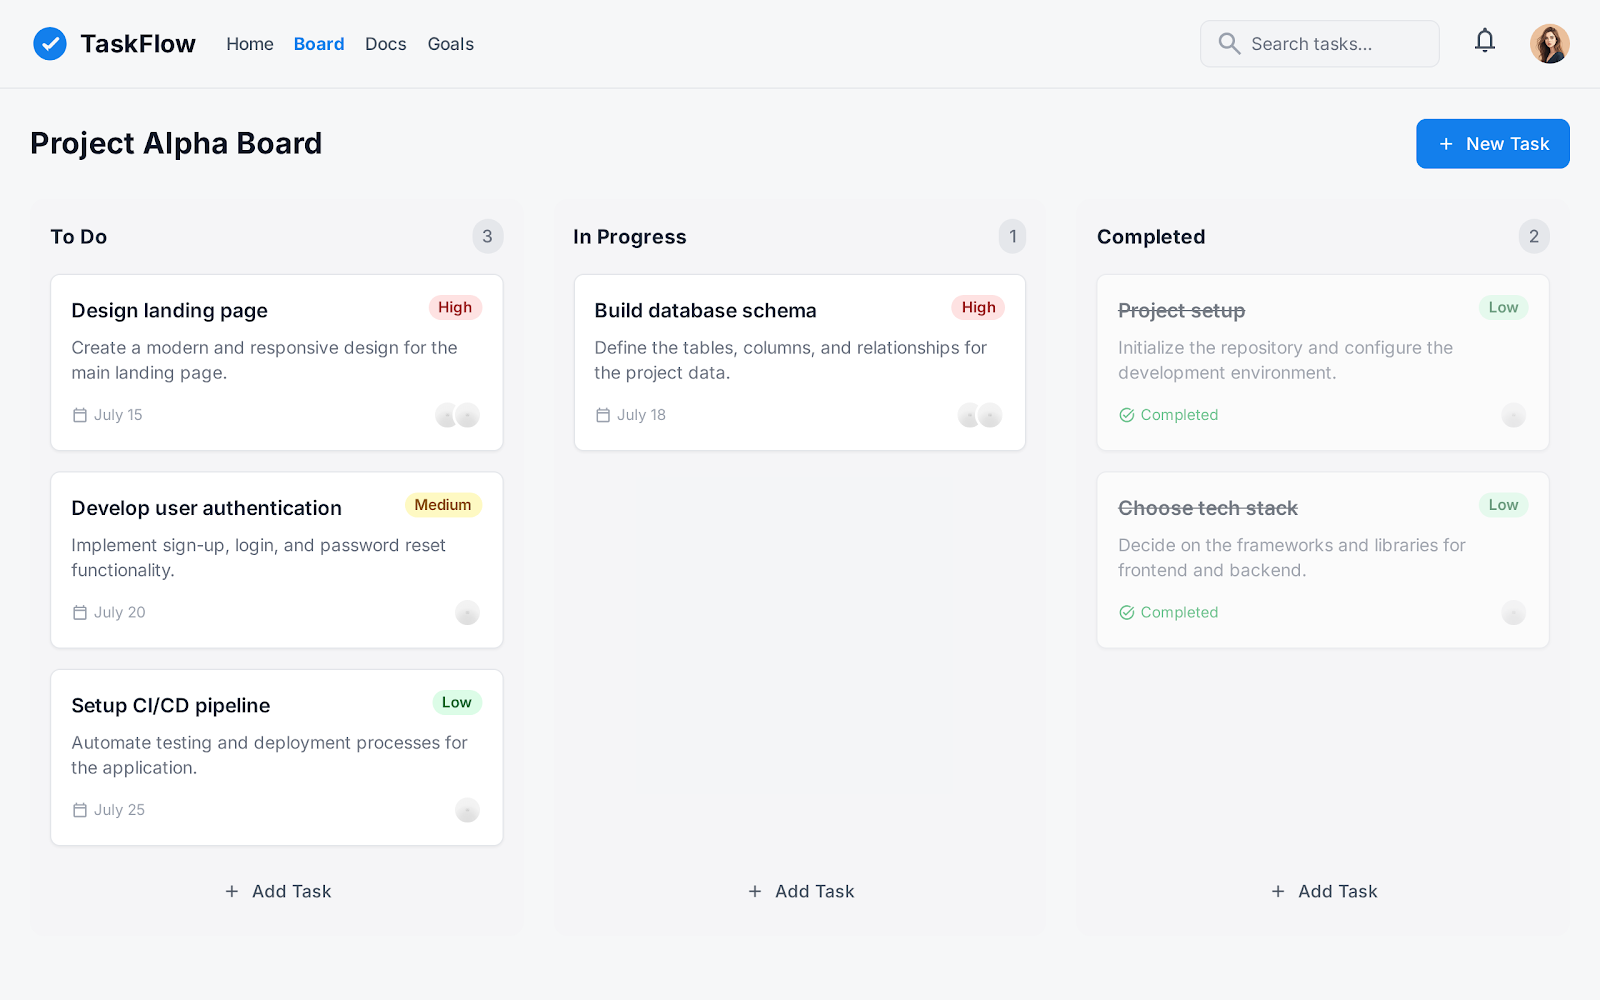 TaskFlow
Home
Board
Docs
Goals
Search tasks...
Project Alpha Board
+ New Task
To Do
3
Design landing page
High
Create a modern and responsive design for the
main landing page.
July 15
Develop user authentication
Medium
Implement sign-up, login, and password reset
functionality.
July 20
Setup CI/CD pipeline
Low
Automate testing and deployment processes for
the application.
July 25
+ Add Task
In Progress
1
Build database schema
High
Define the tables, columns, and relationships for
the project data.
July 18
+ Add Task
Completed
2
Project setup
Low
Initialize the repository and configure the
development environment.
Completed
Choose tech stack
Low
Decide on the frameworks and libraries for
frontend and backend.
Completed
+ Add Task